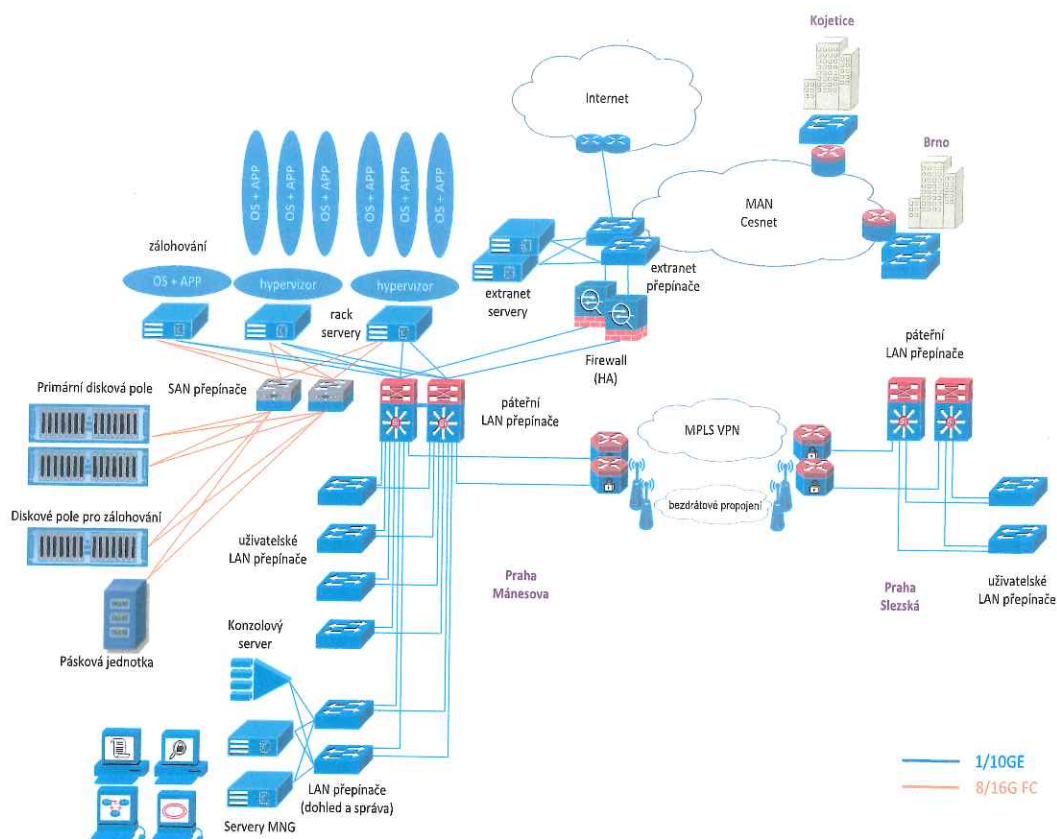 Kojetice
Internet
Brno
MAN
Cesnet
OS + APP
OS + APP
OS + APP
OS + APP
OS + APP
OS + APP
zálohování
OS + APP
hypervizor
hypervizor
rack
servery
extranet
servery
extranet
přepínače
Firewall
(HA)
páteřní
LAN přepínače
Primární disková pole
SAN přepínače
páteřní
LAN přepínače
MPLS VPN
bezdrátové propojení
Diskové pole pro zálohování
uživatelské
LAN přepínače
Praha
Mánesova
Praha
Slezská
uživatelské
LAN přepínače
Pásková jednotka
Konzolový
server
LAN přepínače
(dohled a správa)
Servery MNG
1/10GE
8/16G FC